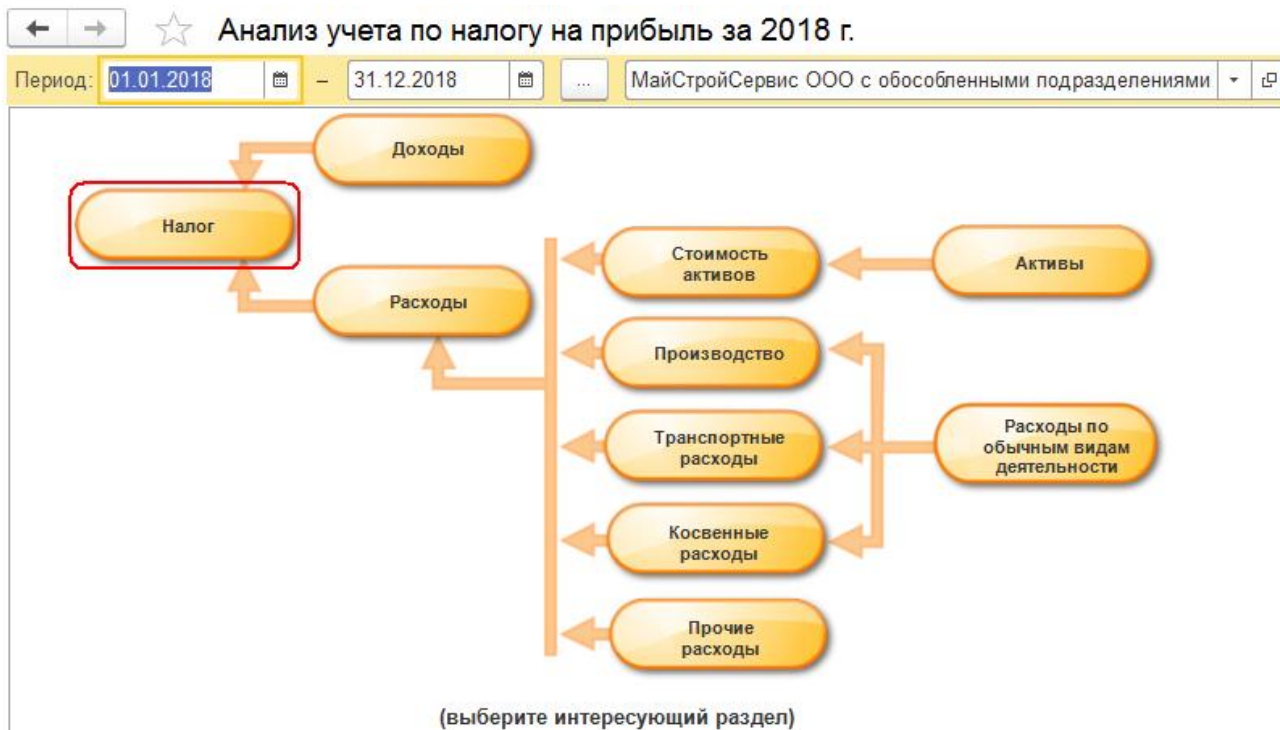 Анализ учета по налогу на прибыль за 2018 г.
Период: 01.01.2018 – 31.12.2018 ... МайСтройСервис ООО с обособленными подразделениями
Доходы
Налог
Расходы
Стоимость
активов
Активы
Производство
Транспортные
расходы
Расходы по
обычным видам
деятельности
Косвенные
расходы
Прочие
расходы
(выберите интересующий раздел)